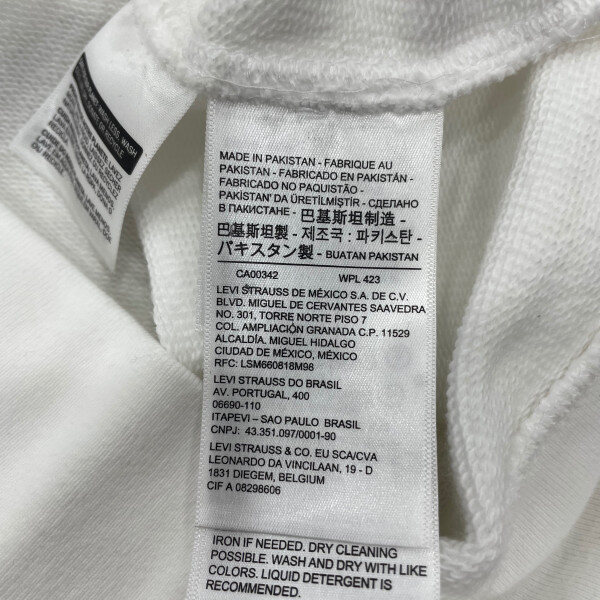 MADE IN PAKISTAN - FABRIQUE AU
PAKISTAN - FABRICADO EN PAKISTÁN -
FABRICADO NO PAQUISTÃO -
PAKİSTAN' DA ÜRETİLMİŞTİR - СДЕЛАНО
В ПАКИСТАНЕ - 巴基斯坦制造 -
巴基斯坦製 - 제조국 : 파키스탄 -
パキスタン製 - BUATAN PAKISTAN
CA00342 WPL 423
LEVI STRAUSS DE MÉXICO S.A. DE C.V.
BLVD. MIGUEL DE CERVANTES SAAVEDRA
NO. 301, TORRE NORTE PISO 7
COL. AMPLIACIÓN GRANADA C.P. 11529
ALCALDÍA. MIGUEL HIDALGO
CIUDAD DE MÉXICO, MÉXICO
RFC: LSM660818M98
LEVI STRAUSS DO BRASIL
AV. PORTUGAL, 400
06690-110
ITAPEVI – SAO PAULO BRASIL
CNPJ: 43.351.097/0001-90
LEVI STRAUSS & CO. EU SCA/CVA
LEONARDO DA VINCILAAN, 19 - D
1831 DIEGEM, BELGIUM
CIF A 08298606
IRON IF NEEDED. DRY CLEANING
POSSIBLE. WASH AND DRY WITH LIKE
COLORS. LIQUID DETERGENT IS
RECOMMENDED.